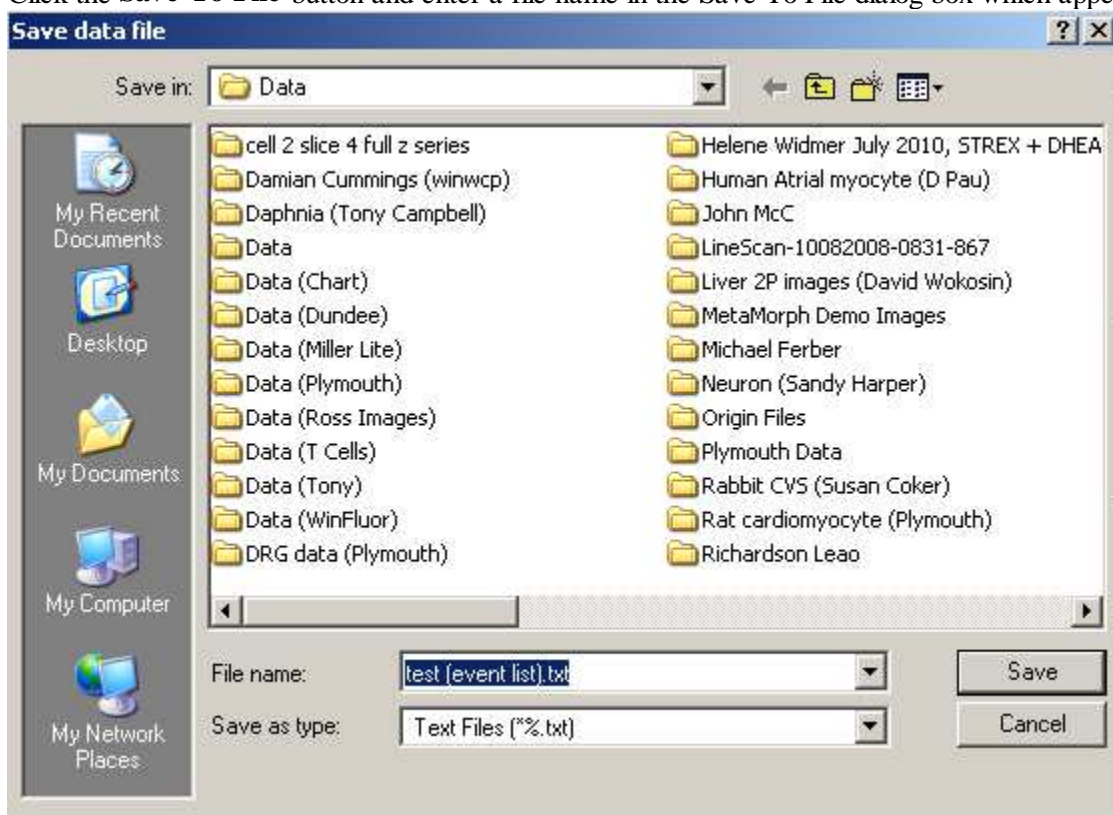 Click the Save To File button and enter a file name in the Save To File dialog box which appe
Save data file
Save in:
Data
My Recent
Documents
Desktop
My Documents
My Computer
My Network
Places
cell 2 slice 4 full z series
Damian Cummings (winwcp)
Daphnia (Tony Campbell)
Data
Data (Chart)
Data (Dundee)
Data (Miller Lite)
Data (Plymouth)
Data (Ross Images)
Data (T Cells)
Data (Tony)
Data (WinFluor)
DRG data (Plymouth)
Helene Widmer July 2010, STREX + DHEA
Human Atrial myocyte (D Pau)
John McC
LineScan-10082008-0831-867
Liver 2P images (David Wokosin)
MetaMorph Demo Images
Michael Ferber
Neuron (Sandy Harper)
Origin Files
Plymouth Data
Rabbit CVS (Susan Coker)
Rat cardiomyocyte (Plymouth)
Richardson Leao
File name:
test (event list).txt
Save
Save as type:
Text Files (*%.txt)
Cancel